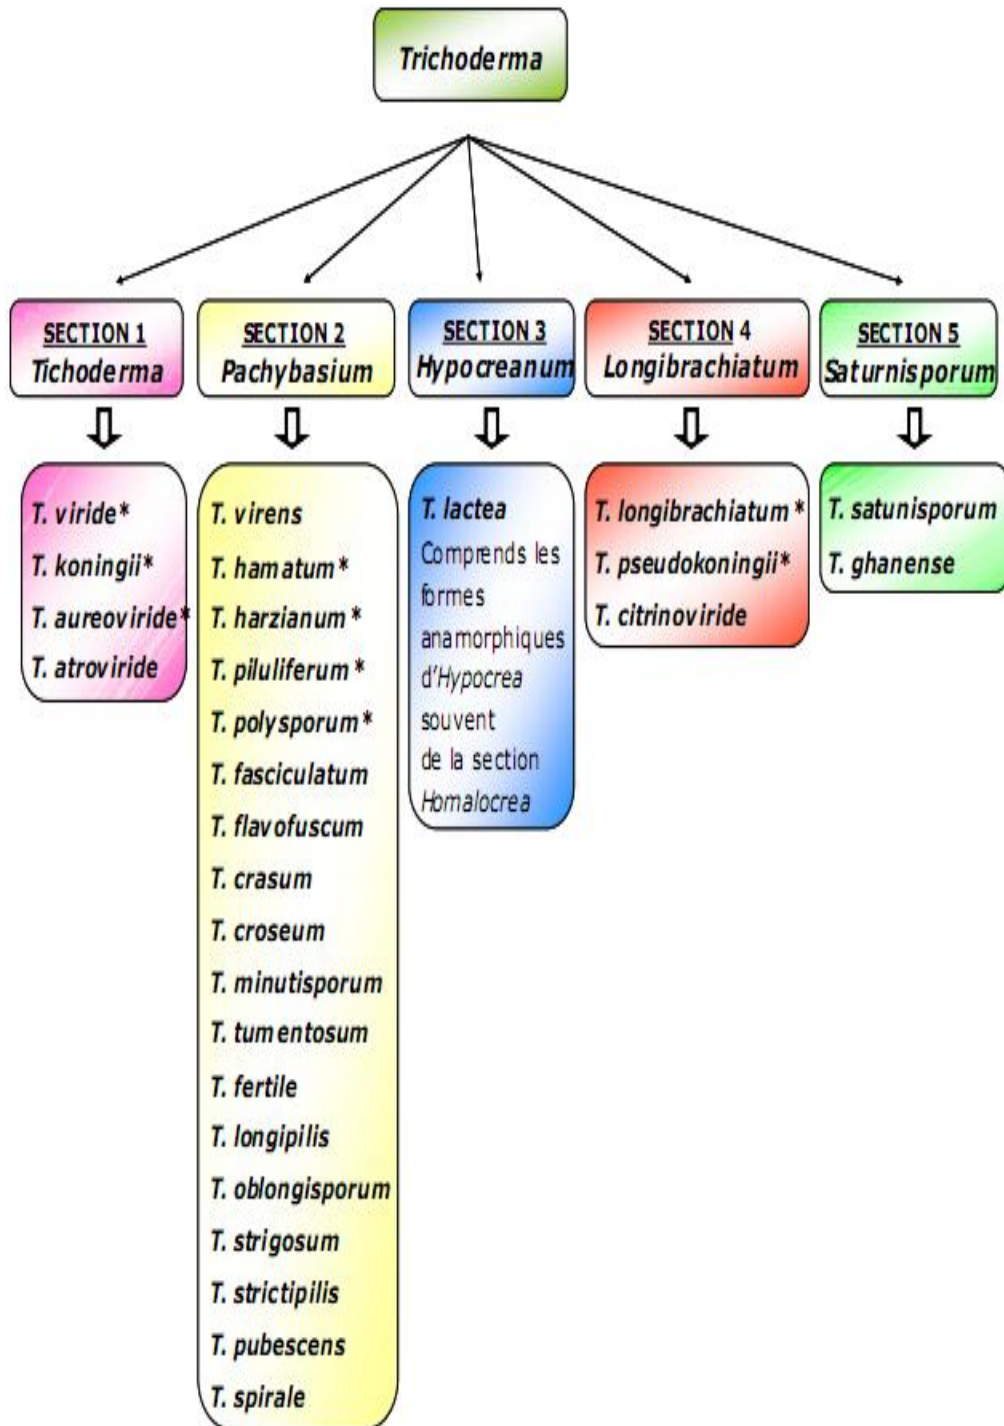 Trichoderma
SECTION 1
Tichoderma
T. viride*
T. koningii*
T. aureoviride*
T. atroviride
SECTION 2
Pachybasium
T. virens
T. hamatum*
T. harzianum*
T. piluliferum*
T. polysporum*
T. fasciculatum
T. flavofuscum
T. crasum
T. croseum
T. minutisporum
T. tumentosum
T. fertile
T. longipilis
T. oblongisporum
T. strigosum
T. strictipilis
T. pubescens
T. spirale
SECTION 3
Hypocreanum
T. lactea
Comprends les
formes
anamorphiques
d'Hypocrea
souvent
de la section
Homalocrea
SECTION 4
Longibrachiatum
T. longibrachiatum*
T. pseudokoningii*
T. citrinoviride
SECTION 5
Saturnisporum
T. satunisporum
T. ghanense